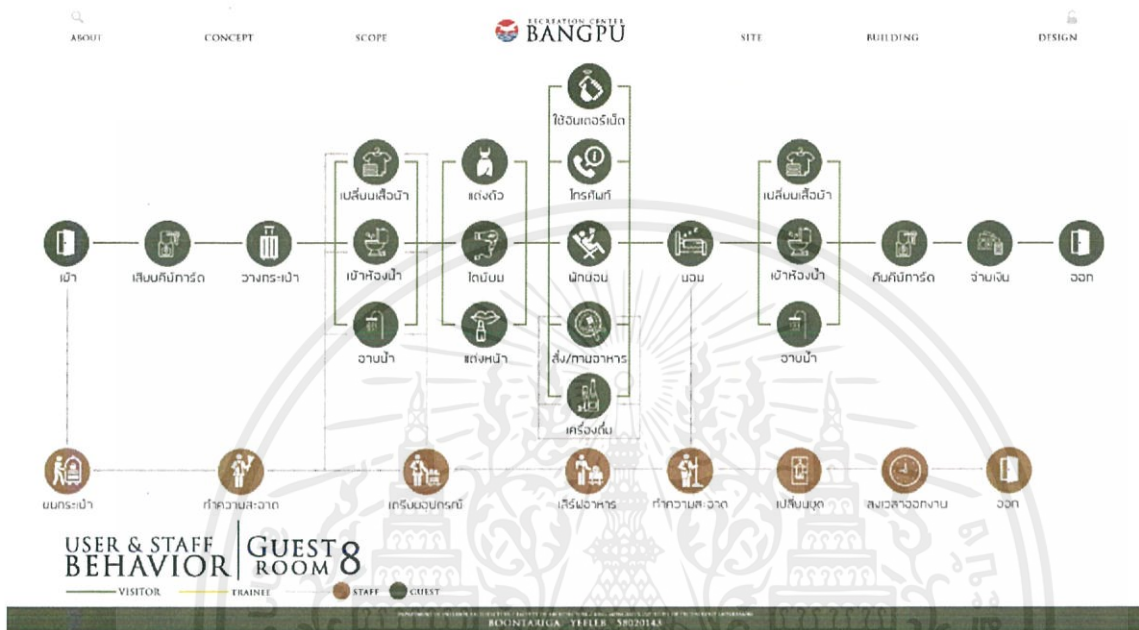 RECREATION CENTER
BANGPU
ABOUT
CONCEPT
SCOPE
SITE
BUILDING
DESIGN
ใช้อินเตอร์เน็ต
เปลี่ยนเสื้อผ้า
แต่งตัว
โทรศัพท์
เปลี่ยนเสื้อผ้า
เข้า
เสียบคีย์การ์ด
วางกระเป๋า
เข้าห้องน้ำ
ไดร์ผม
พักผ่อน
นอน
เข้าห้องน้ำ
คืนคีย์การ์ด
จ่ายเงิน
ออก
อาบน้ำ
แต่งหน้า
สั่ง/ทานอาหาร
อาบน้ำ
เครื่องดื่ม
ขนกระเป๋า
ทำความสะอาด
เตรียมอุปกรณ์
เสิร์ฟอาหาร
ทำความสะอาด
เปลี่ยนชุด
ลงเวลาออกงาน
ออก
USER & STAFF
BEHAVIOR
GUEST
ROOM 8
VISITOR
TRAINEE
STAFF
GUEST
BOONTARIGA YEELER 58020143